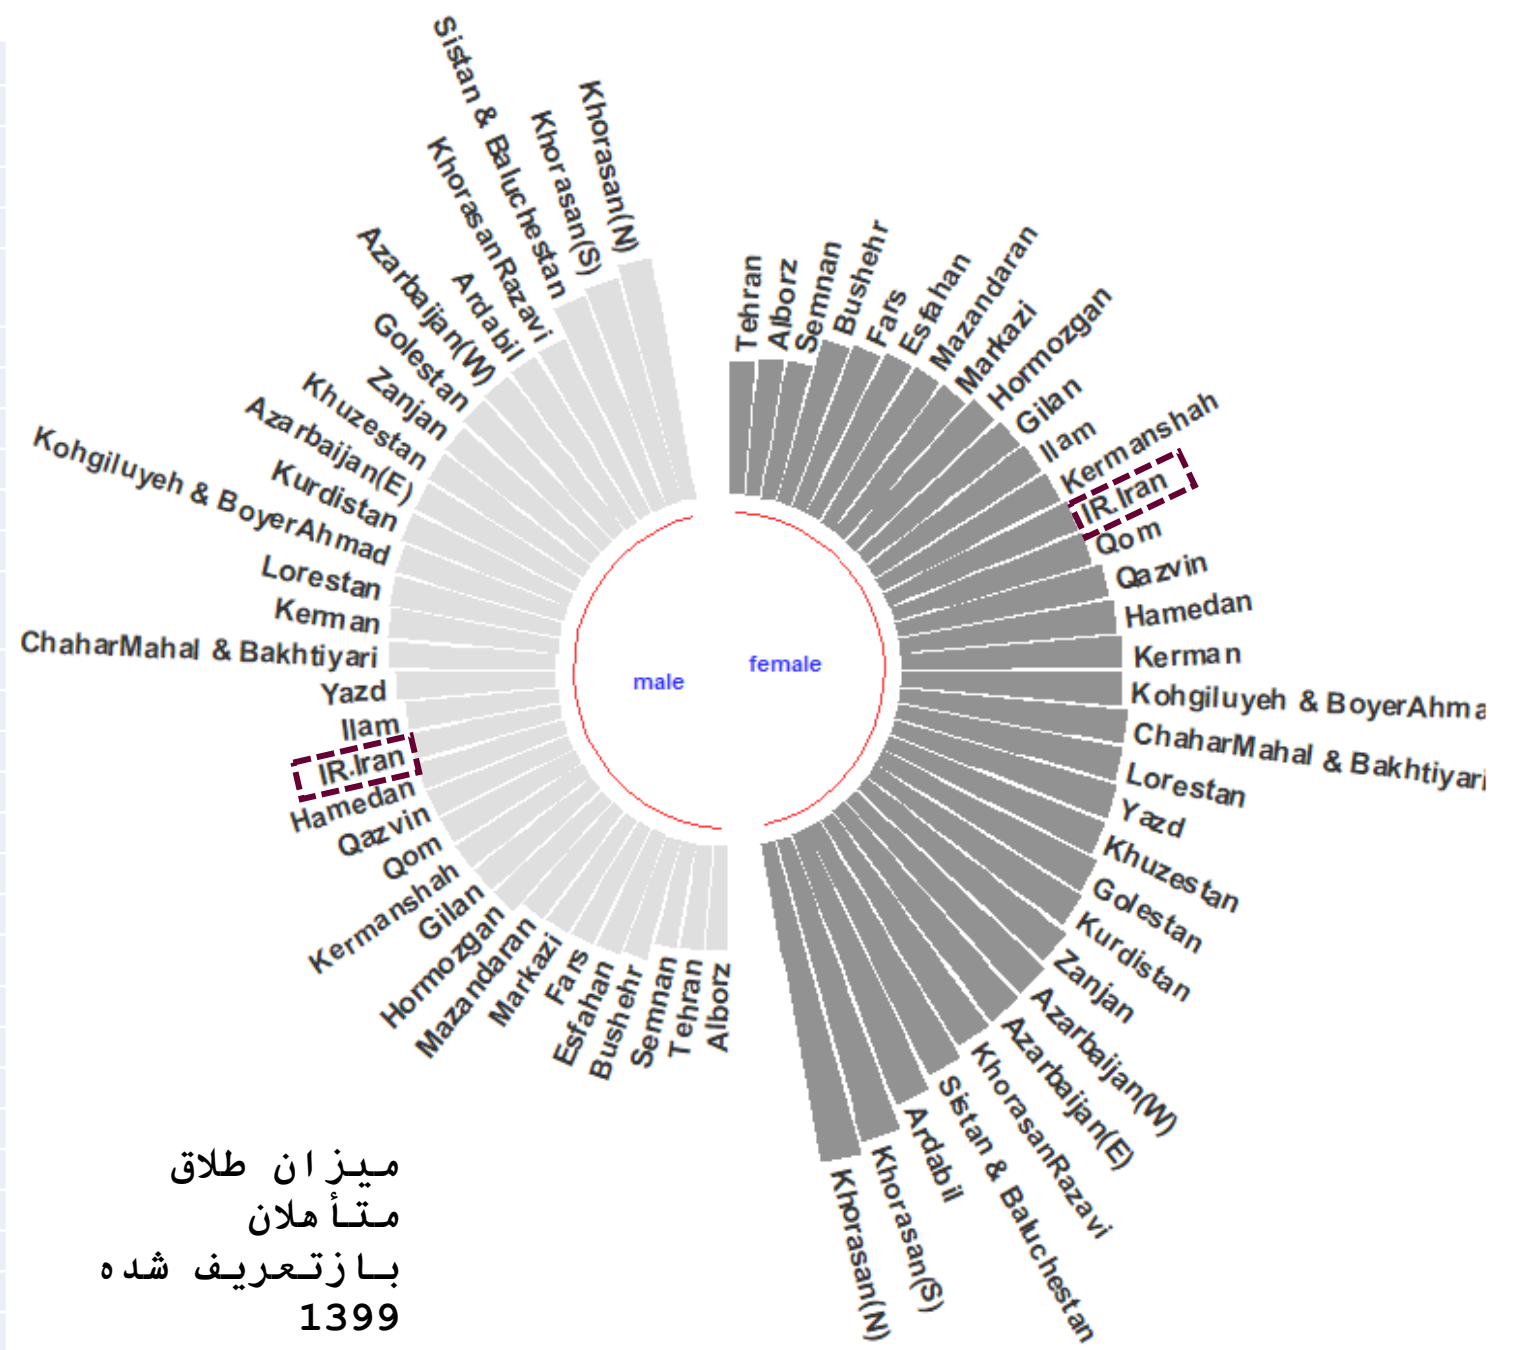 Tehran
Alborz
Semnan
Bushehr
Fars
Esfahan
Mazandaran
Markazi
Hormozgan
Gilan
Ilam
Kermanshah
IR.Iran
Qom
Qazvin
Hamedan
Kerman
Kohgiluyeh & BoyerAhma
ChaharMahal & Bakhtiyari
Lorestan
Yazd
Khuzestan
Golestan
Kurdistan
Zanjan
Azarbaijan(W)
Azarbaijan(E)
KhorasanRazavi
Sistan & Baluchestan
Ardabil
Khorasan(S)
Khorasan(N)
Alborz
Tehran
Semnan
Bushehr
Esfahan
Fars
Markazi
Mazandaran
Hormozgan
Gilan
Kermanshah
Qom
Qazvin
Hamedan
IR.Iran
Ilam
Yazd
ChaharMahal & Bakhtiyari
Kerman
Lorestan
Kohgiluyeh & BoyerAhmad
Kurdistan
Azarbaijan(E)
Khuzestan
Zanjan
Golestan
Azarbaijan(W)
Ardabil
KhorasanRazavi
Sistan & Baluchestan
Khorasan(S)
Khorasan(N)
male
female
میزان طلاق
متأهلان
بازتعریف شده
1399